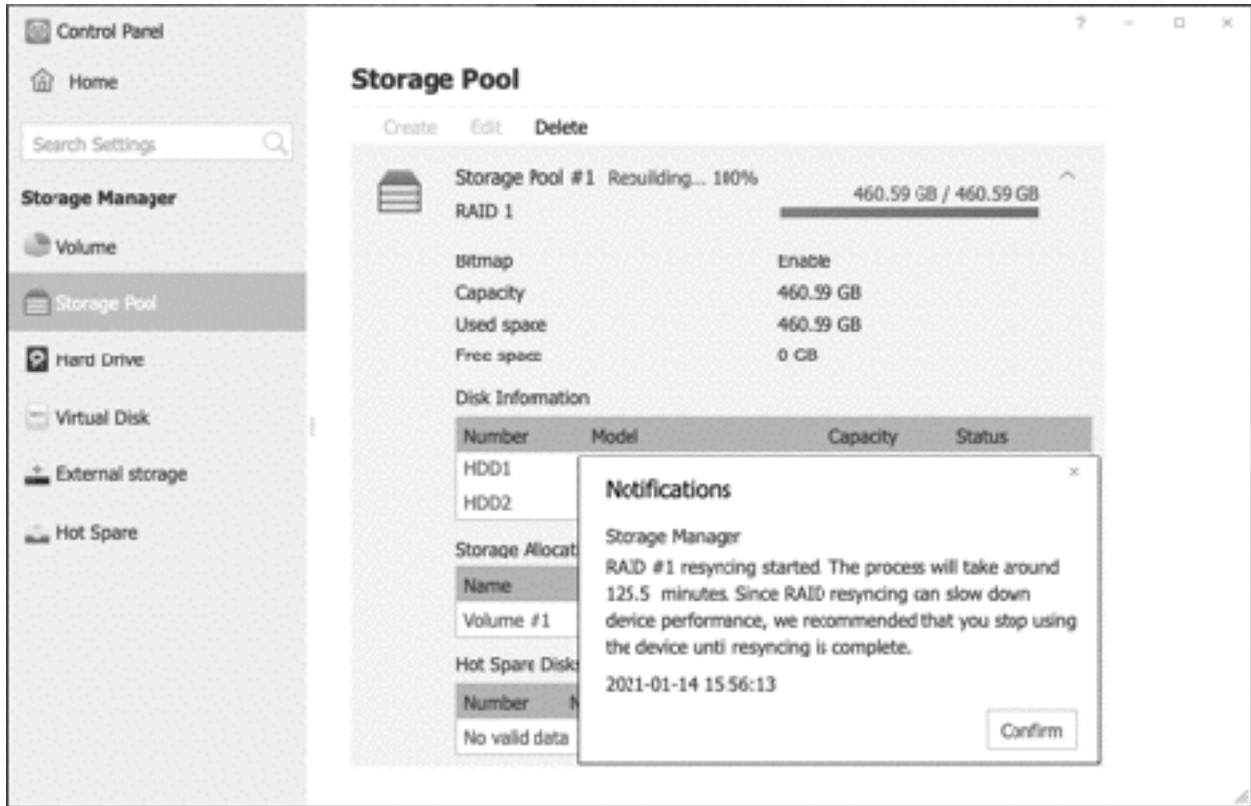 Control Panel
Home
Search Settings
Storage Manager
Volume
Storage Pool
Hard Drive
Virtual Disk
External storage
Hot Spare
? – □ ×
Storage Pool
Create Edit Delete
Storage Pool #1 Rebuilding... 100%
460.59 GB / 460.59 GB
RAID 1
Bitmap Enable
Capacity 460.59 GB
Used space 460.59 GB
Free space 0 GB
Disk Information
Number Model Capacity Status
HDD1
HDD2
Storage Allocat
Name
Volume #1
Hot Spare Disks
Number N
No valid data
Notifications
×
Storage Manager
RAID #1 resyncing started. The process will take around
125.5 minutes. Since RAID resyncing can slow down
device performance, we recommended that you stop using
the device until resyncing is complete.
2021-01-14 15:56:13
Confirm